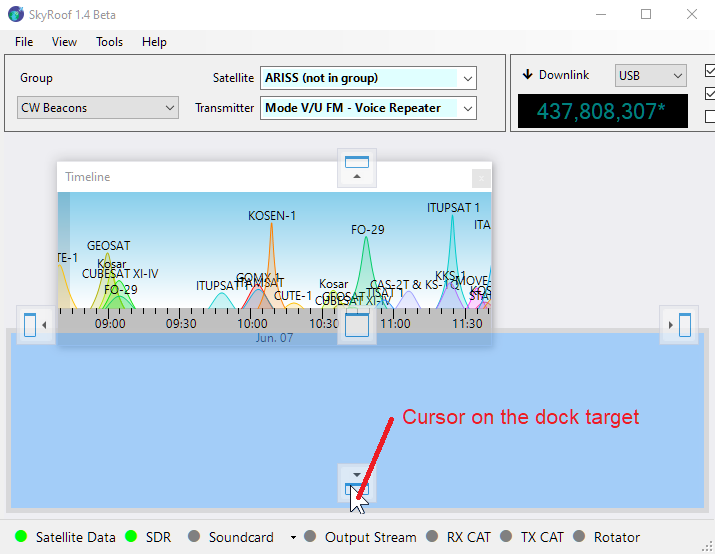 SkyRoof 1.4 Beta
File View Tools Help
Group
Satellite ARISS (not in group)
CW Beacons
Transmitter Mode V/U FM - Voice Repeater
Downlink USB
437,808,307*
Timeline
ITUPSAT 1
KOSEN-1
ITA
FO-29
GEOSAT
UTE-1
Kosar
CUBESAT XI-IV
KKS-1
MOVE-
ITUPSAT 1
GOMX-1
ITAMSAT
Kosar
CAS-2T & KS-1Q
FO-29
CUTE-1
GEOSAT
TISAT 1
STA
CUBESAT XI-IV
09:00 09:30 10:00 10:30 11:00 11:30
Jun. 07
Cursor on the dock target
Satellite Data SDR Soundcard Output Stream RX CAT TX CAT Rotator